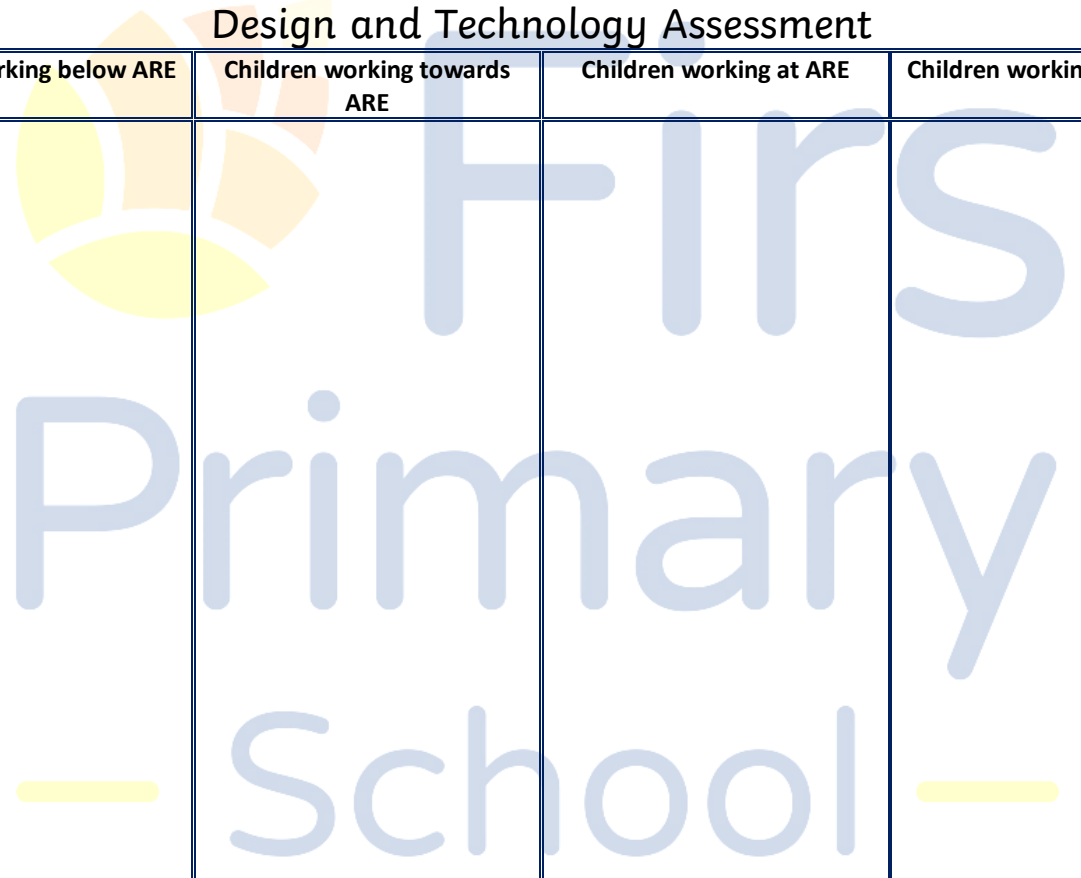 Design and Technology Assessment
rking below ARE
Children working towards
ARE
Children working at ARE
Children workin
Firs
Primary
School